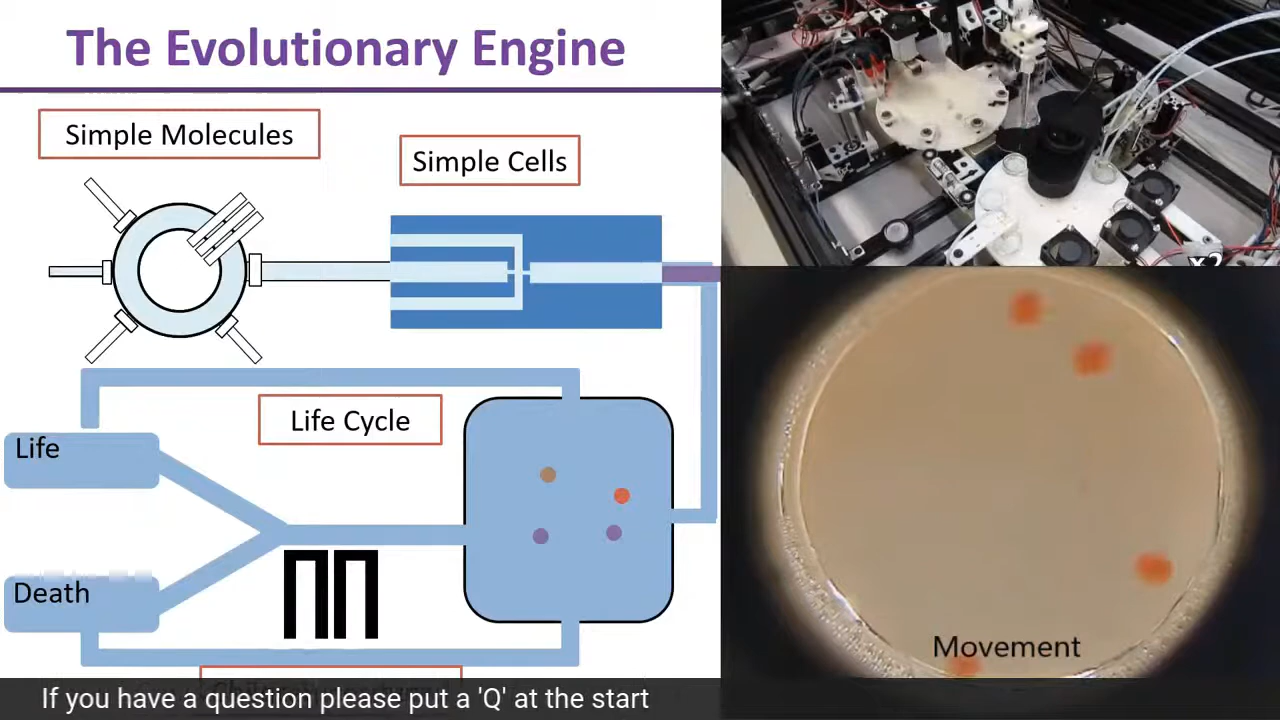 The Evolutionary Engine
Simple Molecules
Simple Cells
Life Cycle
Life
Death
x2
Movement
If you have a question please put a 'Q' at the start